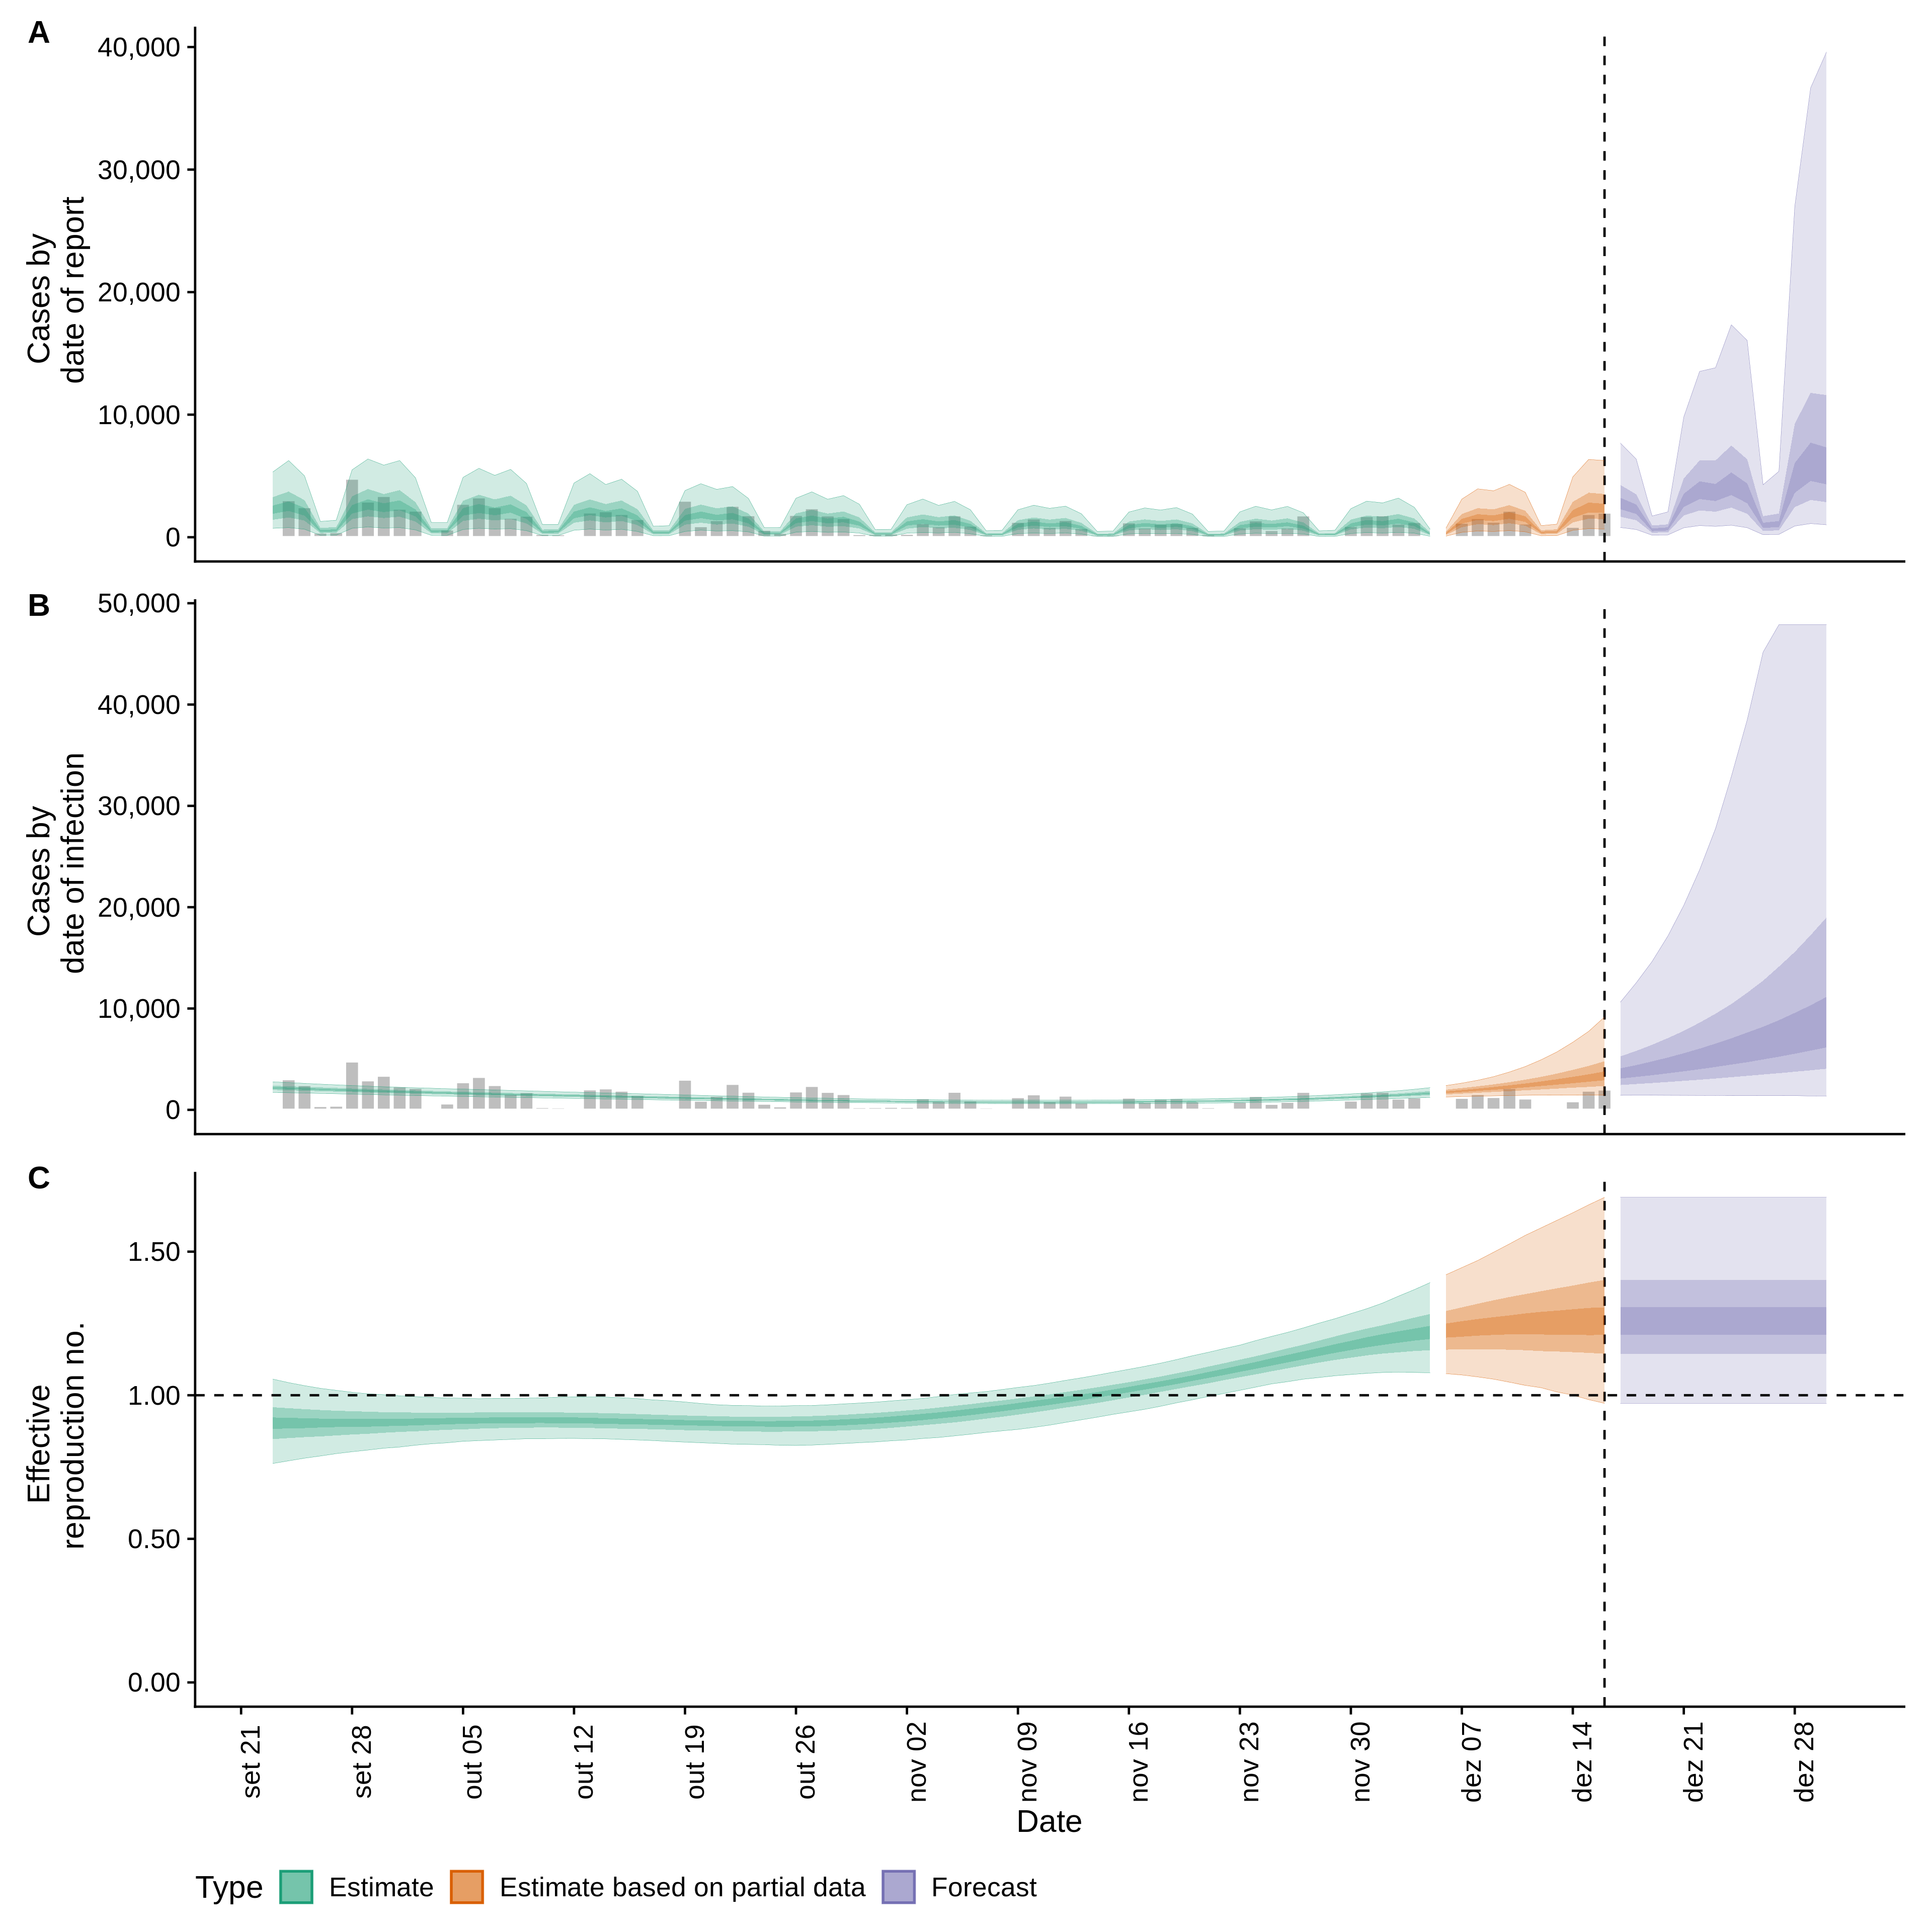 A
40,000
30,000
20,000
10,000
0
Cases by
date of report
B
50,000
40,000
30,000
20,000
10,000
0
Cases by
date of infection
C
1.50
1.00
0.50
0.00
Effective
reproduction no.
set 21
set 28
out 05
out 12
out 19
out 26
nov 02
nov 09
nov 16
nov 23
nov 30
dez 07
dez 14
dez 21
dez 28
Date
Type Estimate Estimate based on partial data Forecast